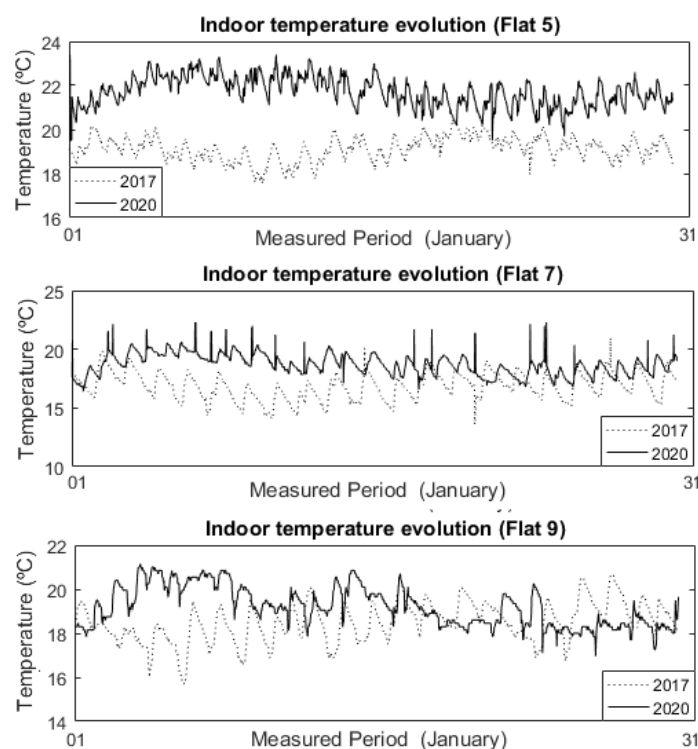 Indoor temperature evolution (Flat 5)
24
22
20
18
16
Temperature (ºC)
2017
2020
01
31
Measured Period (January)
Indoor temperature evolution (Flat 7)
25
20
15
10
Temperature (ºC)
2017
2020
01
31
Measured Period (January)
Indoor temperature evolution (Flat 9)
22
20
18
16
14
Temperature (ºC)
2017
2020
01
31
Measured Period (January)